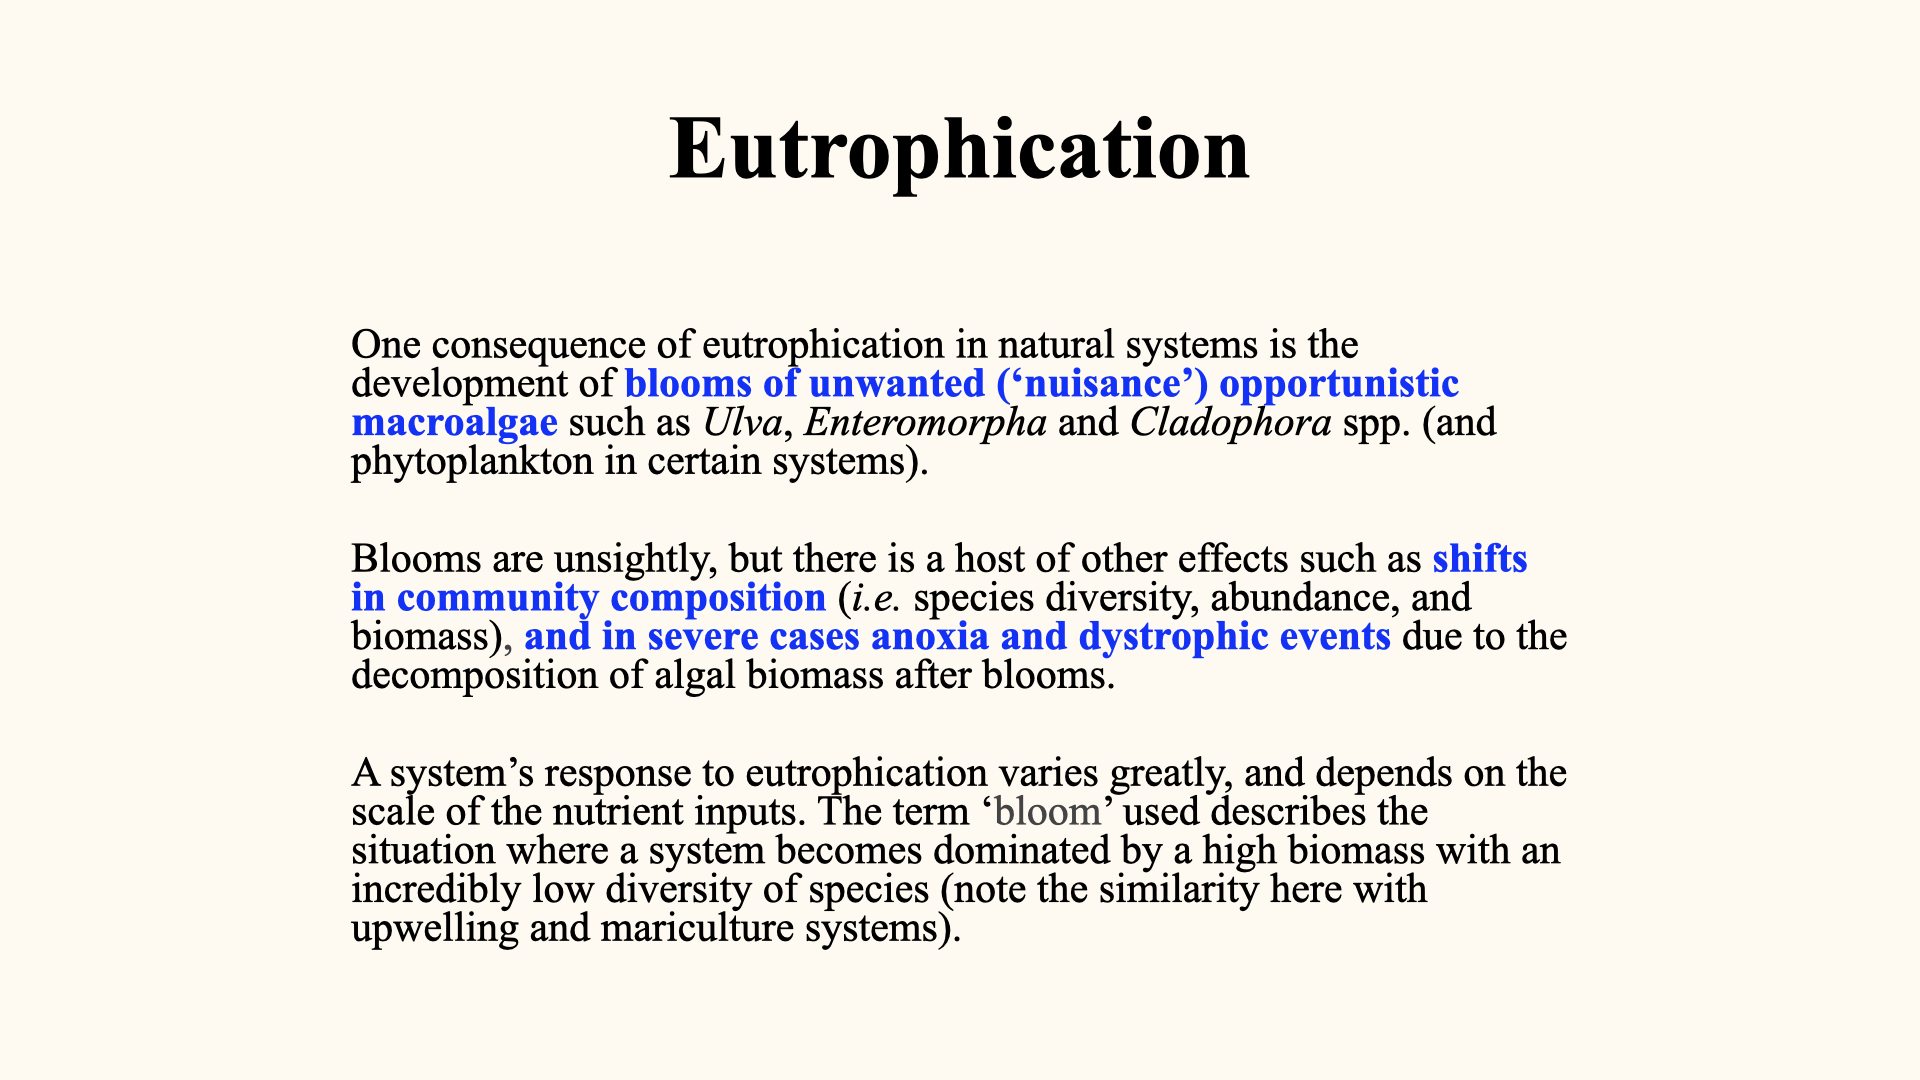 Eutrophication
One consequence of eutrophication in natural systems is the
development of blooms of unwanted (‘nuisance’) opportunistic
macroalgae such as Ulva, Enteromorpha and Cladophora spp. (and
phytoplankton in certain systems).
Blooms are unsightly, but there is a host of other effects such as shifts
in community composition (i.e. species diversity, abundance, and
biomass), and in severe cases anoxia and dystrophic events due to the
decomposition of algal biomass after blooms.
A system’s response to eutrophication varies greatly, and depends on the
scale of the nutrient inputs. The term ‘bloom’ used describes the
situation where a system becomes dominated by a high biomass with an
incredibly low diversity of species (note the similarity here with
upwelling and mariculture systems).